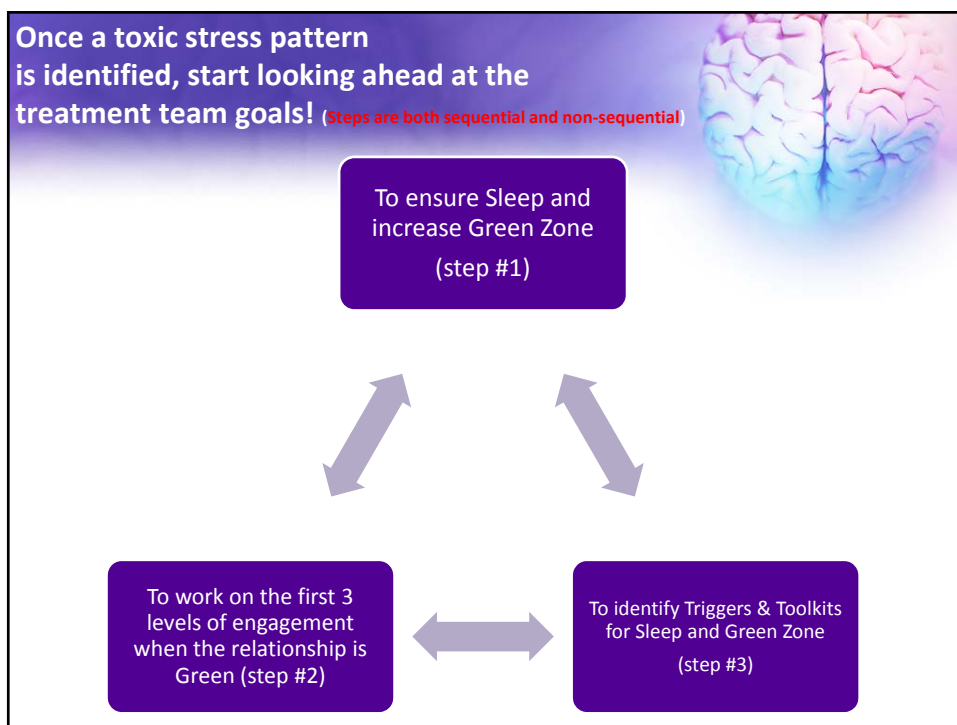 Once a toxic stress pattern
is identified, start looking ahead at the
treatment team goals! (Steps are both sequential and non-sequential)
To ensure Sleep and
increase Green Zone
(step #1)
To work on the first 3
levels of engagement
when the relationship is
Green (step #2)
To identify Triggers & Toolkits
for Sleep and Green Zone
(step #3)